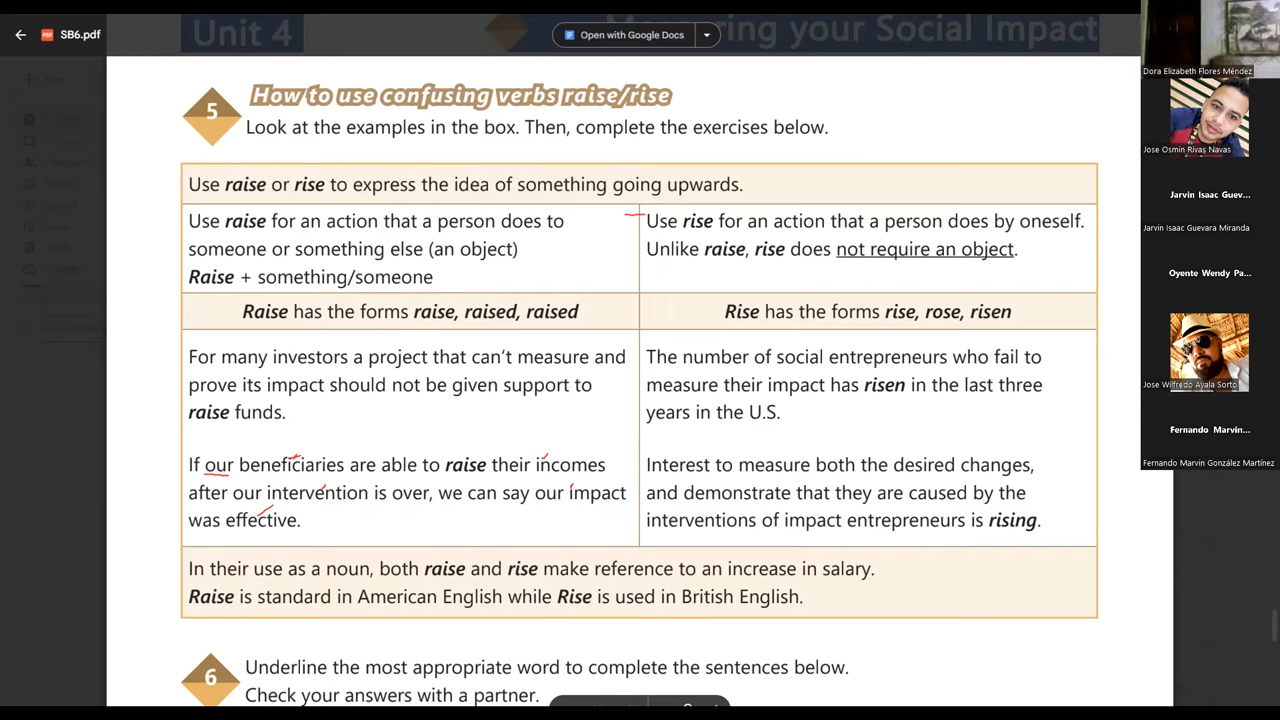 SB6.pdf
Open with Google Docs
Unit 4
ring your Social Impact
Dora Elizabeth Flores Méndez
5
How to use confusing verbs raise/rise
Look at the examples in the box. Then, complete the exercises below.
Use raise or rise to express the idea of something going upwards.
Use raise for an action that a person does to
someone or something else (an object)
Raise + something/someone
Use rise for an action that a person does by oneself.
Unlike raise, rise does not require an object.
Raise has the forms raise, raised, raised
Rise has the forms rise, rose, risen
For many investors a project that can't measure and
prove its impact should not be given support to
raise funds.
If our beneficiaries are able to raise their incomes
after our intervention is over, we can say our impact
was effective.
The number of social entrepreneurs who fail to
measure their impact has risen in the last three
years in the U.S.
Interest to measure both the desired changes,
and demonstrate that they are caused by the
interventions of impact entrepreneurs is rising.
In their use as a noun, both raise and rise make reference to an increase in salary.
Raise is standard in American English while Rise is used in British English.
6
Underline the most appropriate word to complete the sentences below.
Check your answers with a partner.
Jose Osmin Rivas Navas
Jarvin Isaac Guev...
Jarvin Isaac Guevara Miranda
Oyente Wendy Pa...
Jose Wilfredo Ayala Sorto
Fernando Marvin...
Fernando Marvin González Martínez